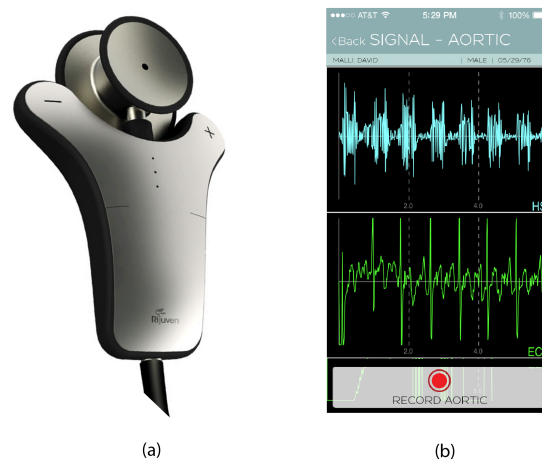 Rijuven
AT&T 5:29 PM 100%
<Back SIGNAL - AORTIC
MALLI DAVID | MALE | 05/29/76
2.0 4.0
HS
2.0 4.0
EC
RECORD AORTIC
(a) (b)